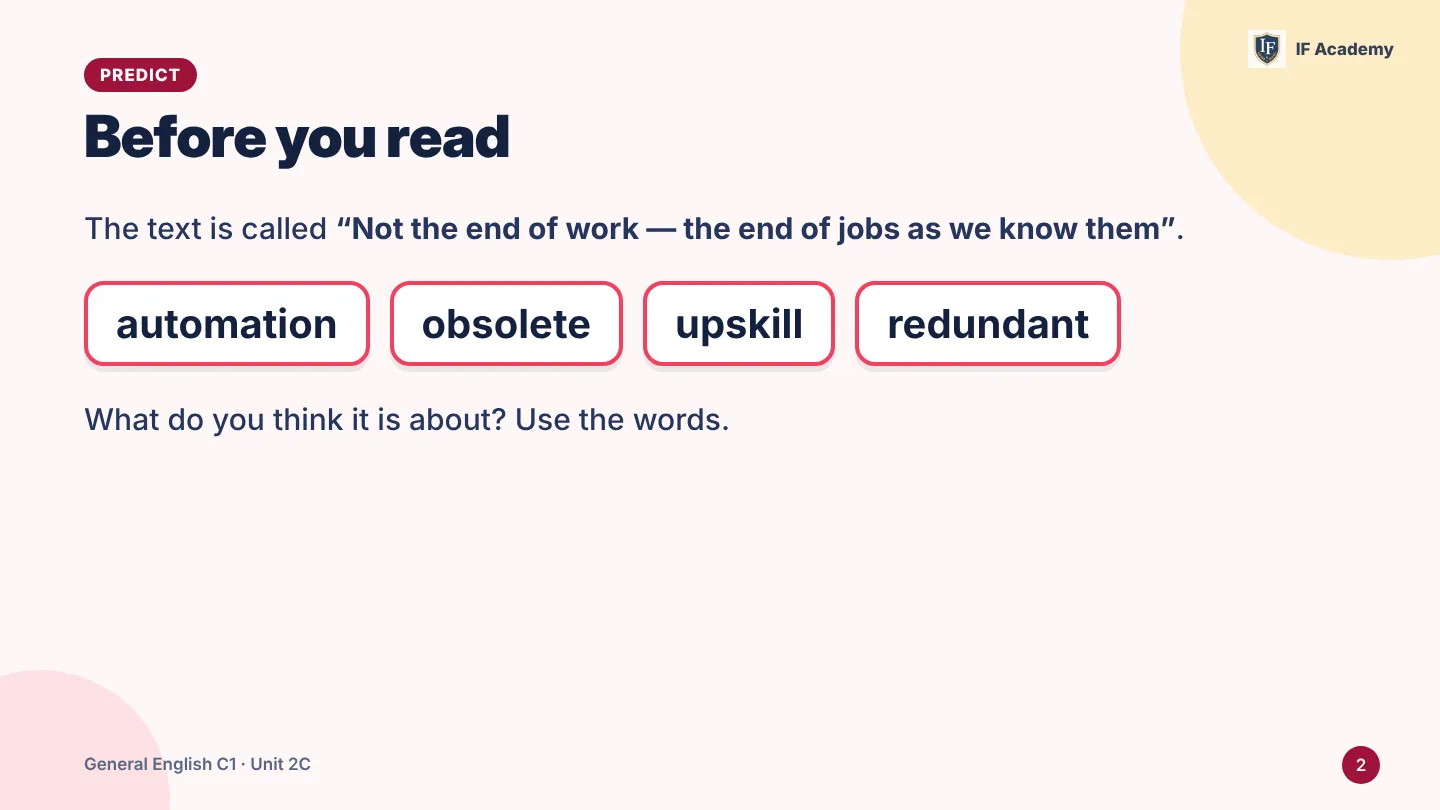 IF Academy
PREDICT
Before you read
The text is called “Not the end of work — the end of jobs as we know them”.
automation obsolete upskill redundant
What do you think it is about? Use the words.
General English C1 · Unit 2C
2